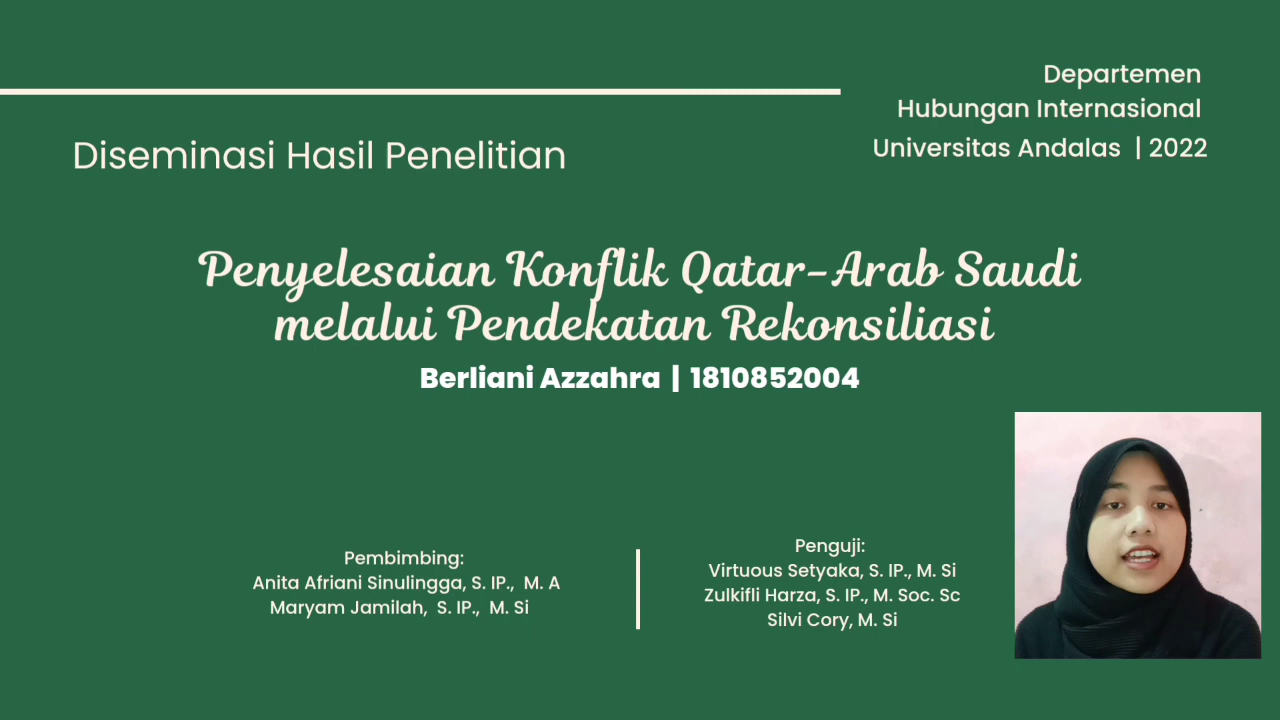 Departemen
Hubungan Internasional
Universitas Andalas | 2022
Diseminasi Hasil Penelitian
Penyelesaian Konflik Qatar-Arab Saudi
melalui Pendekatan Rekonsiliasi
Berliani Azzahra | 1810852004
Pembimbing:
Anita Afriani Sinulingga, S. IP., M. A
Maryam Jamilah, S. IP., M. Si
Penguji:
Virtuous Setyaka, S. IP., M. Si
Zulkifli Harza, S. IP., M. Soc. Sc
Silvi Cory, M. Si